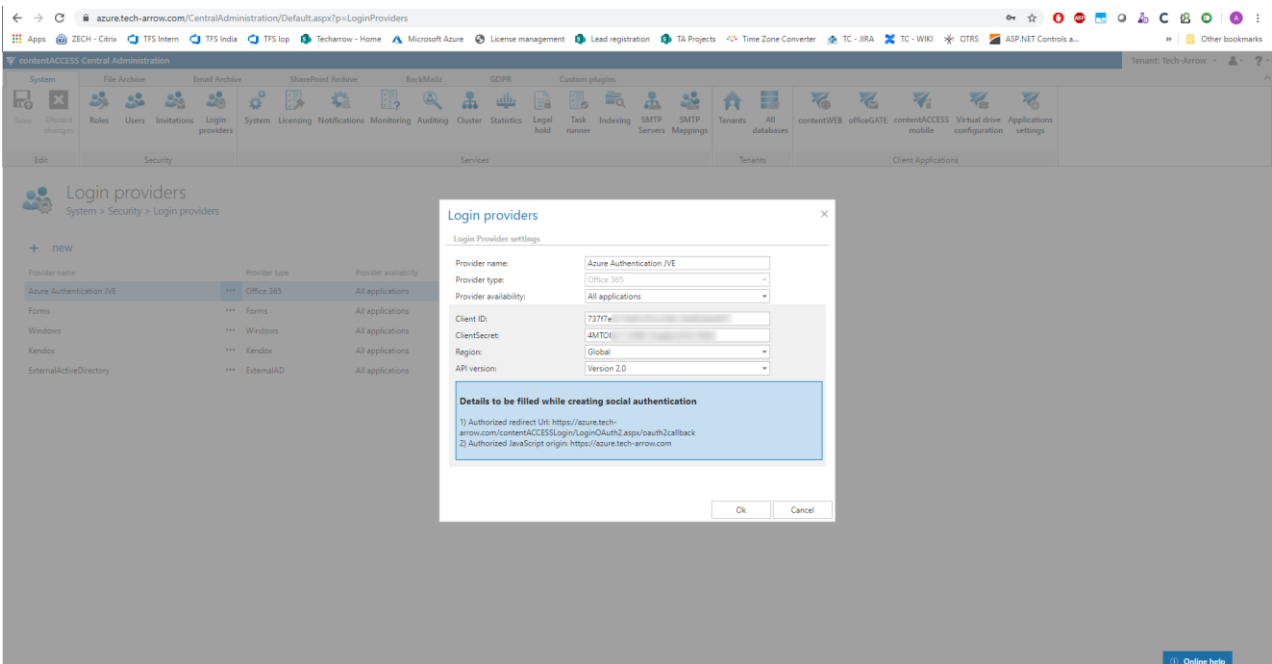 azure.tech-arrow.com/CentralAdministration/Default.aspx?p=LoginProviders
Apps ZECH - Citrix TFS Intern TFS India TFS lop Techarrow - Home Microsoft Azure License management Lead registration TA Projects Time Zone Converter TC - JIRA TC - WIKI OTRS ASP.NET Controls a... » Other bookmarks
contentACCESS Central Administration Tenant: Tech-Arrow
System File Archive Email Archive SharePoint Archive BackMailz GDPR Custom plugins
Save Discard changes Roles Users Invitations Login providers System Licensing Notifications Monitoring Auditing Cluster Statistics Legal hold Task runner Indexing SMTP Servers SMTP Mappings Tenants All databases contentWEB officeGATE contentACCESS mobile Virtual drive configuration Applications settings
Edit Security Services Tenants Client Applications
Login providers
System > Security > Login providers
+ new
Provider name Provider type Provider availability
Azure Authentication JVE ••• Office 365 All applications
Forms ••• Forms All applications
Windows ••• Windows All applications
Kendox ••• Kendox All applications
ExternalActiveDirectory ••• ExternalAD All applications
Login providers
Login Provider settings
Provider name: Azure Authentication JVE
Provider type: Office 365
Provider availability: All applications
Client ID: 737f7e
ClientSecret: 4MTOI
Region: Global
API version: Version 2.0
Details to be filled while creating social authentication
1) Authorized redirect Url: https://azure.tech-
arrow.com/contentACCESSLogin/LoginOAuth2.aspx/oauth2callback
2) Authorized JavaScript origin: https://azure.tech-arrow.com
Ok Cancel
Online help